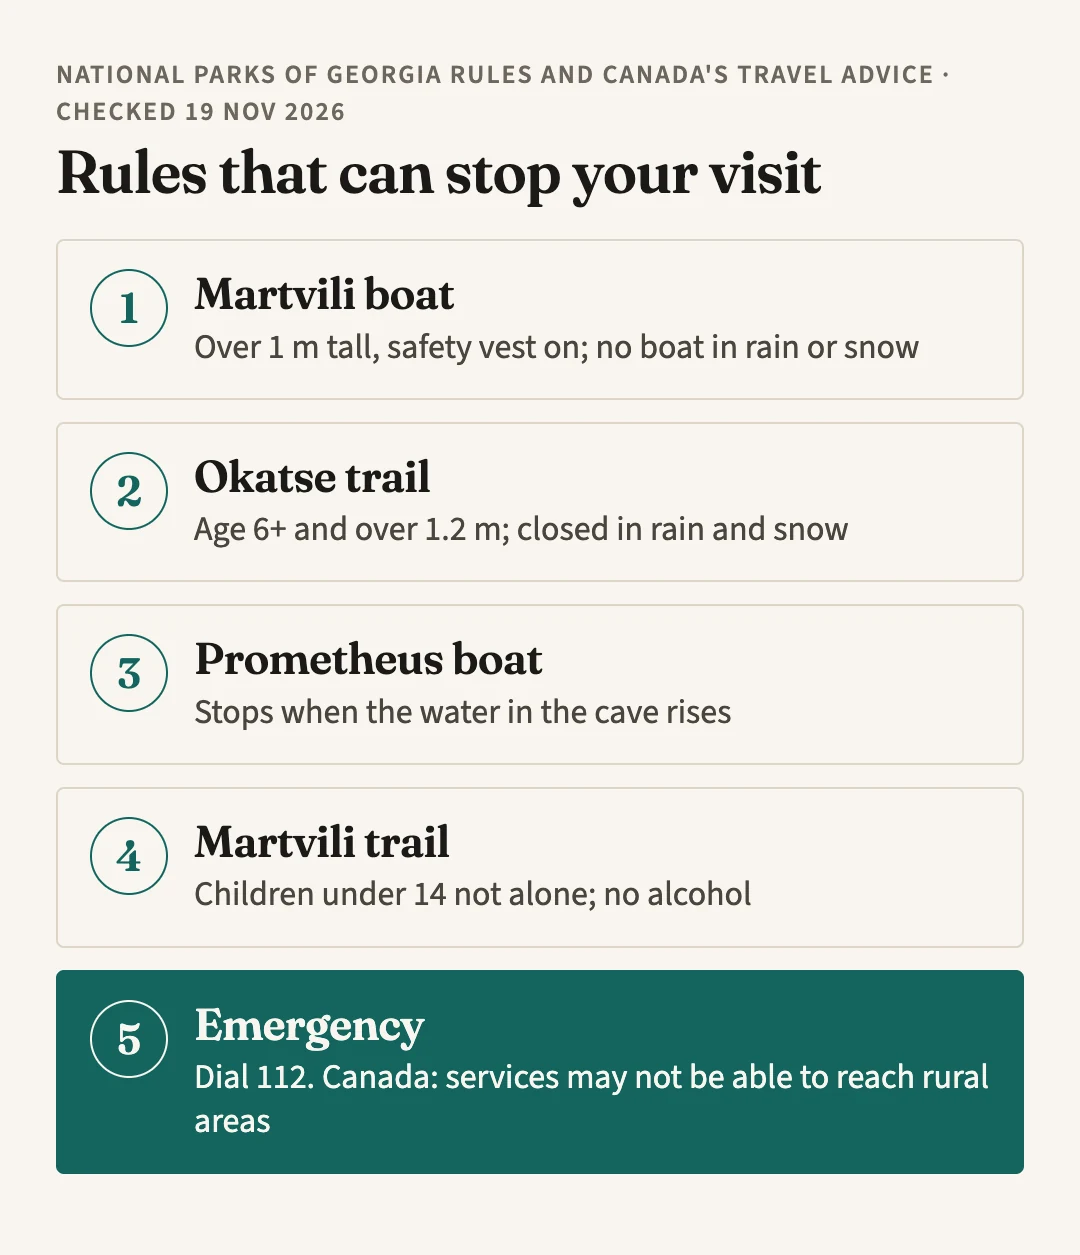 NATIONAL PARKS OF GEORGIA RULES AND CANADA'S TRAVEL ADVICE ·
CHECKED 19 NOV 2026
Rules that can stop your visit
1
Martvili boat
Over 1 m tall, safety vest on; no boat in rain or snow
2
Okatse trail
Age 6+ and over 1.2 m; closed in rain and snow
3
Prometheus boat
Stops when the water in the cave rises
4
Martvili trail
Children under 14 not alone; no alcohol
5
Emergency
Dial 112. Canada: services may not be able to reach rural
areas